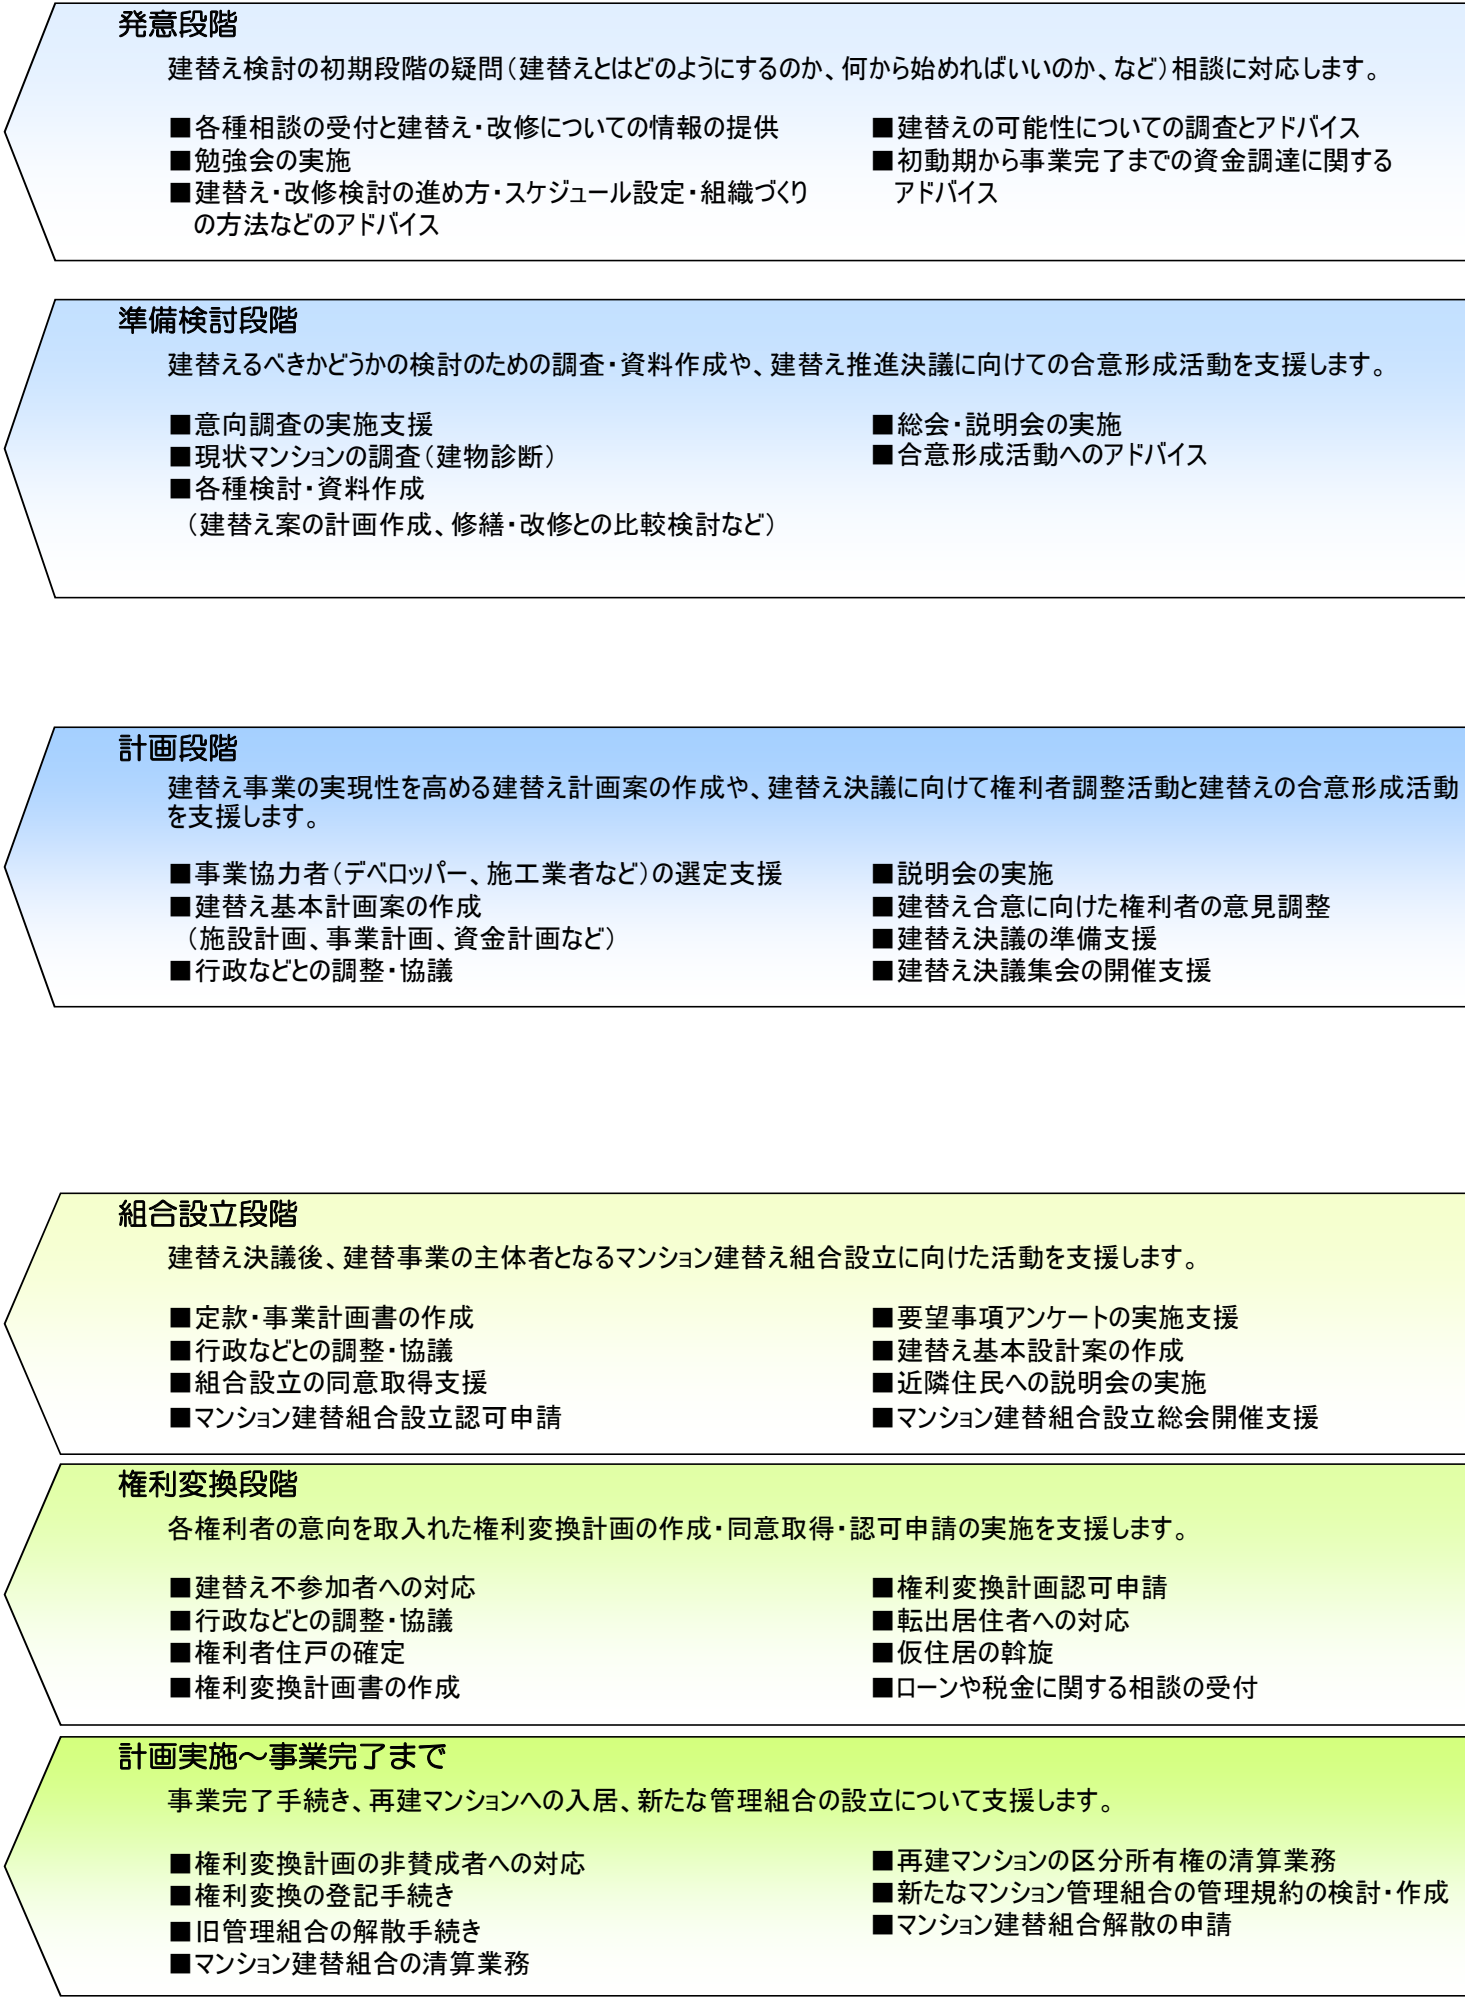 発意段階
建替え検討の初期段階の疑問(建替えとはどのようにするのか、何から始めればいいのか、など)相談に対応します。
■各種相談の受付と建替え・改修についての情報の提供
■勉強会の実施
■建替え・改修検討の進め方・スケジュール設定・組織づくり
の方法などのアドバイス
■建替えの可能性についての調査とアドバイス
■初動期から事業完了までの資金調達に関する
アドバイス
準備検討段階
建替えるべきかどうかの検討のための調査・資料作成や、建替え推進決議に向けての合意形成活動を支援します。
■意向調査の実施支援
■現状マンションの調査(建物診断)
■各種検討・資料作成
(建替え案の計画作成、修繕・改修との比較検討など)
■総会・説明会の実施
■合意形成活動へのアドバイス
計画段階
建替え事業の実現性を高める建替え計画案の作成や、建替え決議に向けて権利者調整活動と建替えの合意形成活動
を支援します。
■事業協力者(デベロッパー、施工業者など)の選定支援
■建替え基本計画案の作成
(施設計画、事業計画、資金計画など)
■行政などとの調整・協議
■説明会の実施
■建替え合意に向けた権利者の意見調整
■建替え決議の準備支援
■建替え決議集会の開催支援
組合設立段階
建替え決議後、建替事業の主体者となるマンション建替え組合設立に向けた活動を支援します。
■定款・事業計画書の作成
■行政などとの調整・協議
■組合設立の同意取得支援
■マンション建替組合設立認可申請
■要望事項アンケートの実施支援
■建替え基本設計案の作成
■近隣住民への説明会の実施
■マンション建替組合設立総会開催支援
権利変換段階
各権利者の意向を取入れた権利変換計画の作成・同意取得・認可申請の実施を支援します。
■建替え不参加者への対応
■行政などとの調整・協議
■権利者住戸の確定
■権利変換計画書の作成
■権利変換計画認可申請
■転出居住者への対応
■仮住居の斡旋
■ローンや税金に関する相談の受付
計画実施～事業完了まで
事業完了手続き、再建マンションへの入居、新たな管理組合の設立について支援します。
■権利変換計画の非賛成者への対応
■権利変換の登記手続き
■旧管理組合の解散手続き
■マンション建替組合の清算業務
■再建マンションの区分所有権の清算業務
■新たなマンション管理組合の管理規約の検討・作成
■マンション建替組合解散の申請